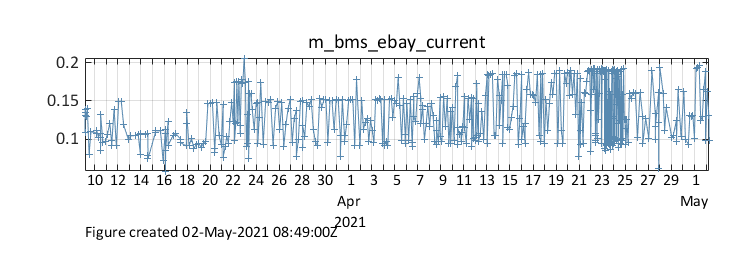 m_bms_ebay_current
0.2
0.15
0.1
10 12 14 16 18 20 22 24 26 28 30 1 3 5 7 9 11 13 15 17 19 21 23 25 27 29 1
Apr May
2021
Figure created 02-May-2021 08:49:00Z